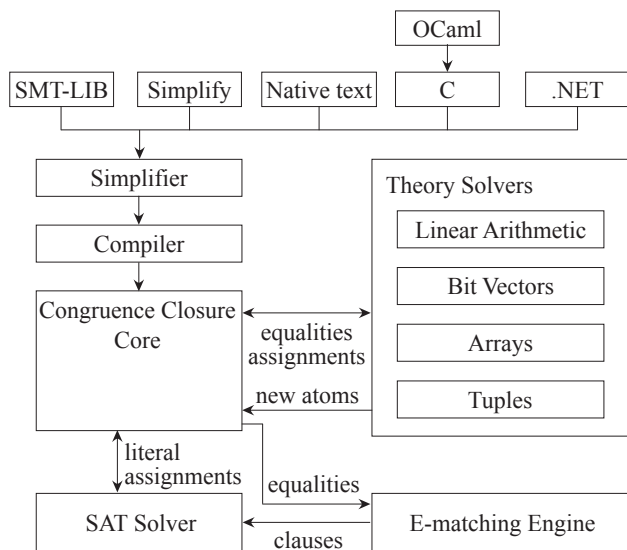 OCaml
SMT-LIB
Simplify
Native text
C
.NET
Simplifier
Compiler
Congruence Closure
Core
Theory Solvers
Linear Arithmetic
Bit Vectors
Arrays
Tuples
equalities
assignments
new atoms
literal
assignments
equalities
SAT Solver
clauses
E-matching Engine